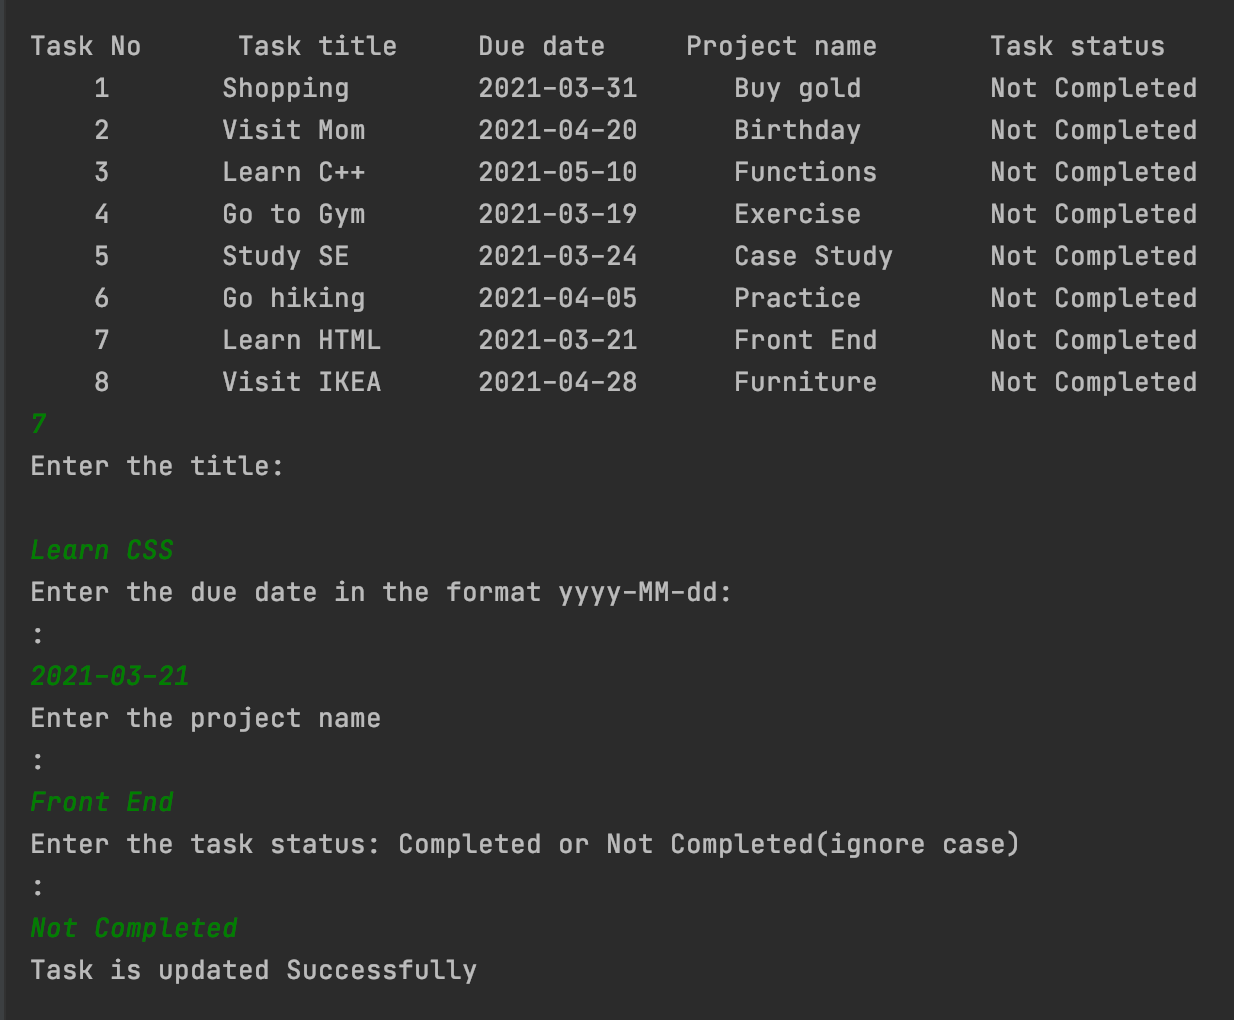 Task No      Task title     Due date     Project name       Task status
1       Shopping        2021-03-31      Buy gold        Not Completed
2       Visit Mom       2021-04-20      Birthday        Not Completed
3       Learn C++       2021-05-10      Functions       Not Completed
4       Go to Gym       2021-03-19      Exercise        Not Completed
5       Study SE        2021-03-24      Case Study      Not Completed
6       Go hiking       2021-04-05      Practice        Not Completed
7       Learn HTML      2021-03-21      Front End       Not Completed
8       Visit IKEA      2021-04-28      Furniture       Not Completed
7
Enter the title:
Learn CSS
Enter the due date in the format yyyy-MM-dd:
:
2021-03-21
Enter the project name
:
Front End
Enter the task status: Completed or Not Completed(ignore case)
:
Not Completed
Task is updated Successfully